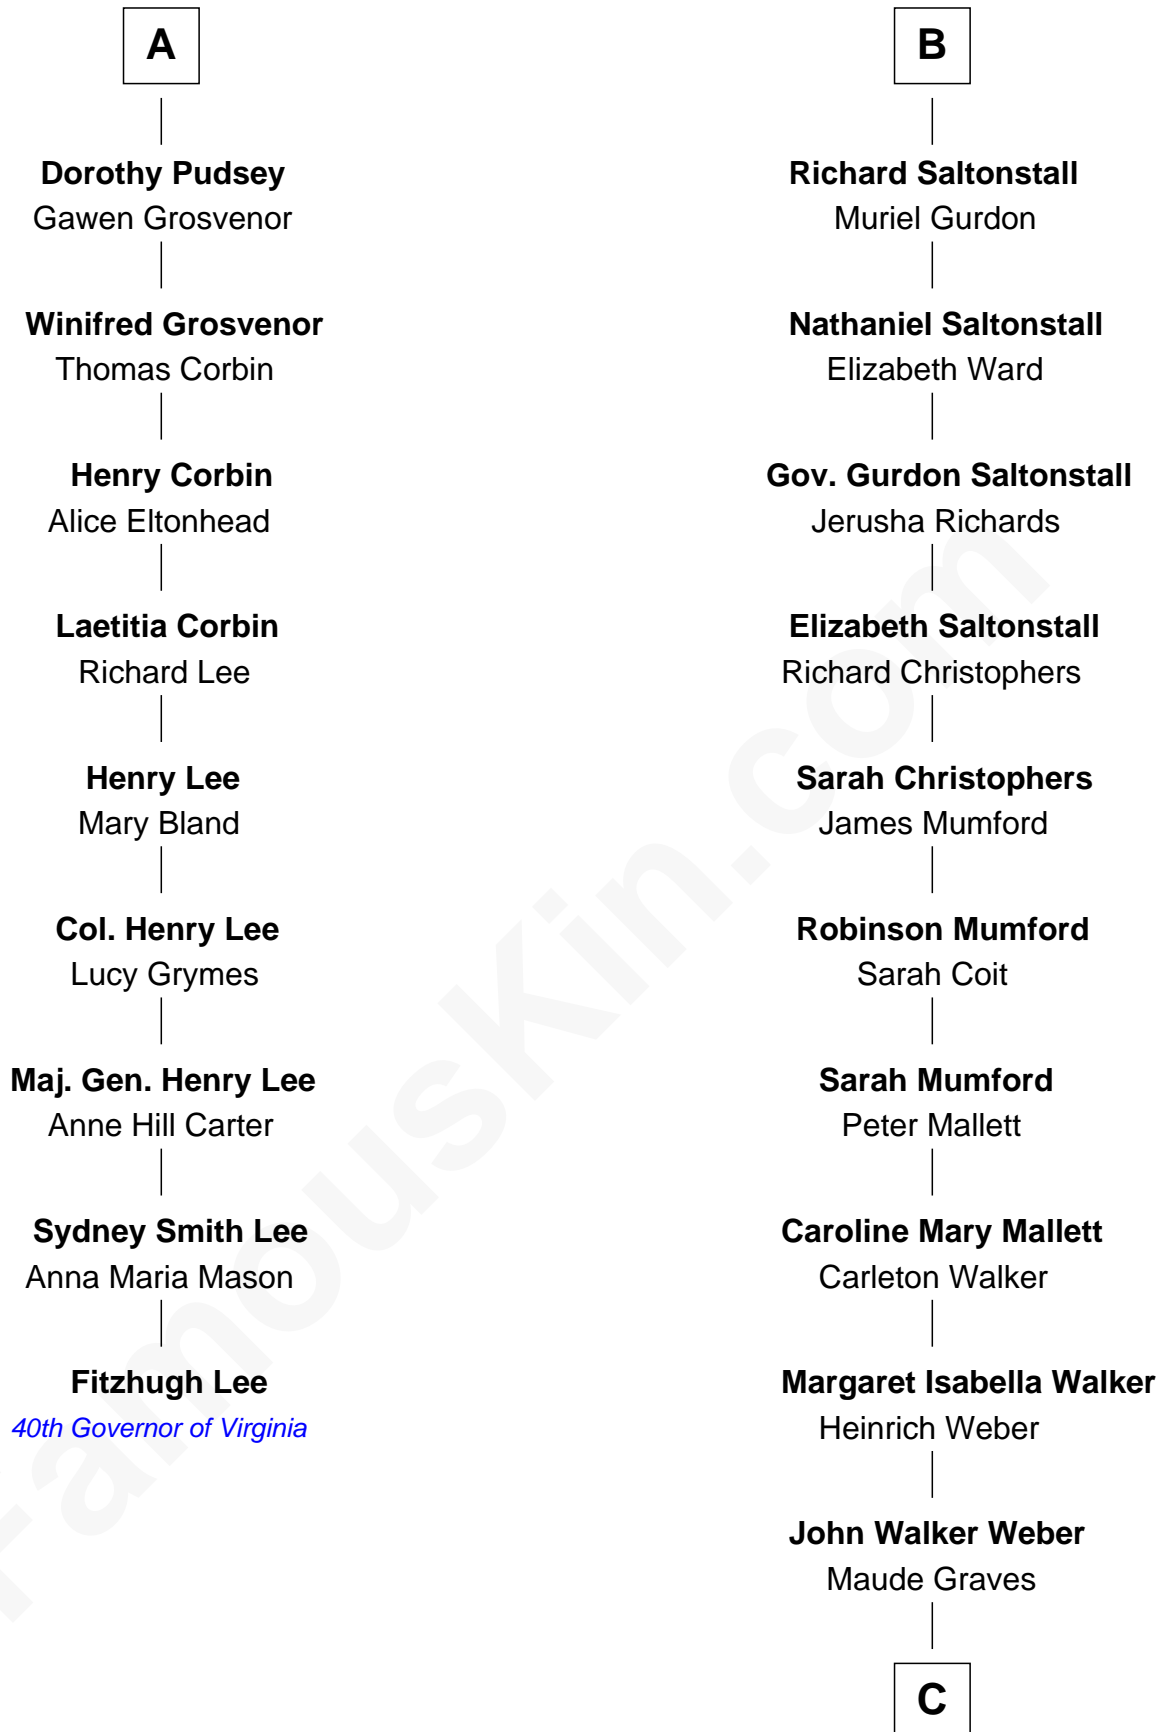 A
Dorothy Pudsey
Gawen Grosvenor
Winifred Grosvenor
Thomas Corbin
Henry Corbin
Alice Eltonhead
Laetitia Corbin
Richard Lee
Henry Lee
Mary Bland
Col. Henry Lee
Lucy Grymes
Maj. Gen. Henry Lee
Anne Hill Carter
Sydney Smith Lee
Anna Maria Mason
Fitzhugh Lee
40th Governor of Virginia
B
Richard Saltonstall
Muriel Gurdon
Nathaniel Saltonstall
Elizabeth Ward
Gov. Gurdon Saltonstall
Jerusha Richards
Elizabeth Saltonstall
Richard Christophers
Sarah Christophers
James Mumford
Robinson Mumford
Sarah Coit
Sarah Mumford
Peter Mallett
Caroline Mary Mallett
Carleton Walker
Margaret Isabella Walker
Heinrich Weber
John Walker Weber
Maude Graves
C
FamousKin.com